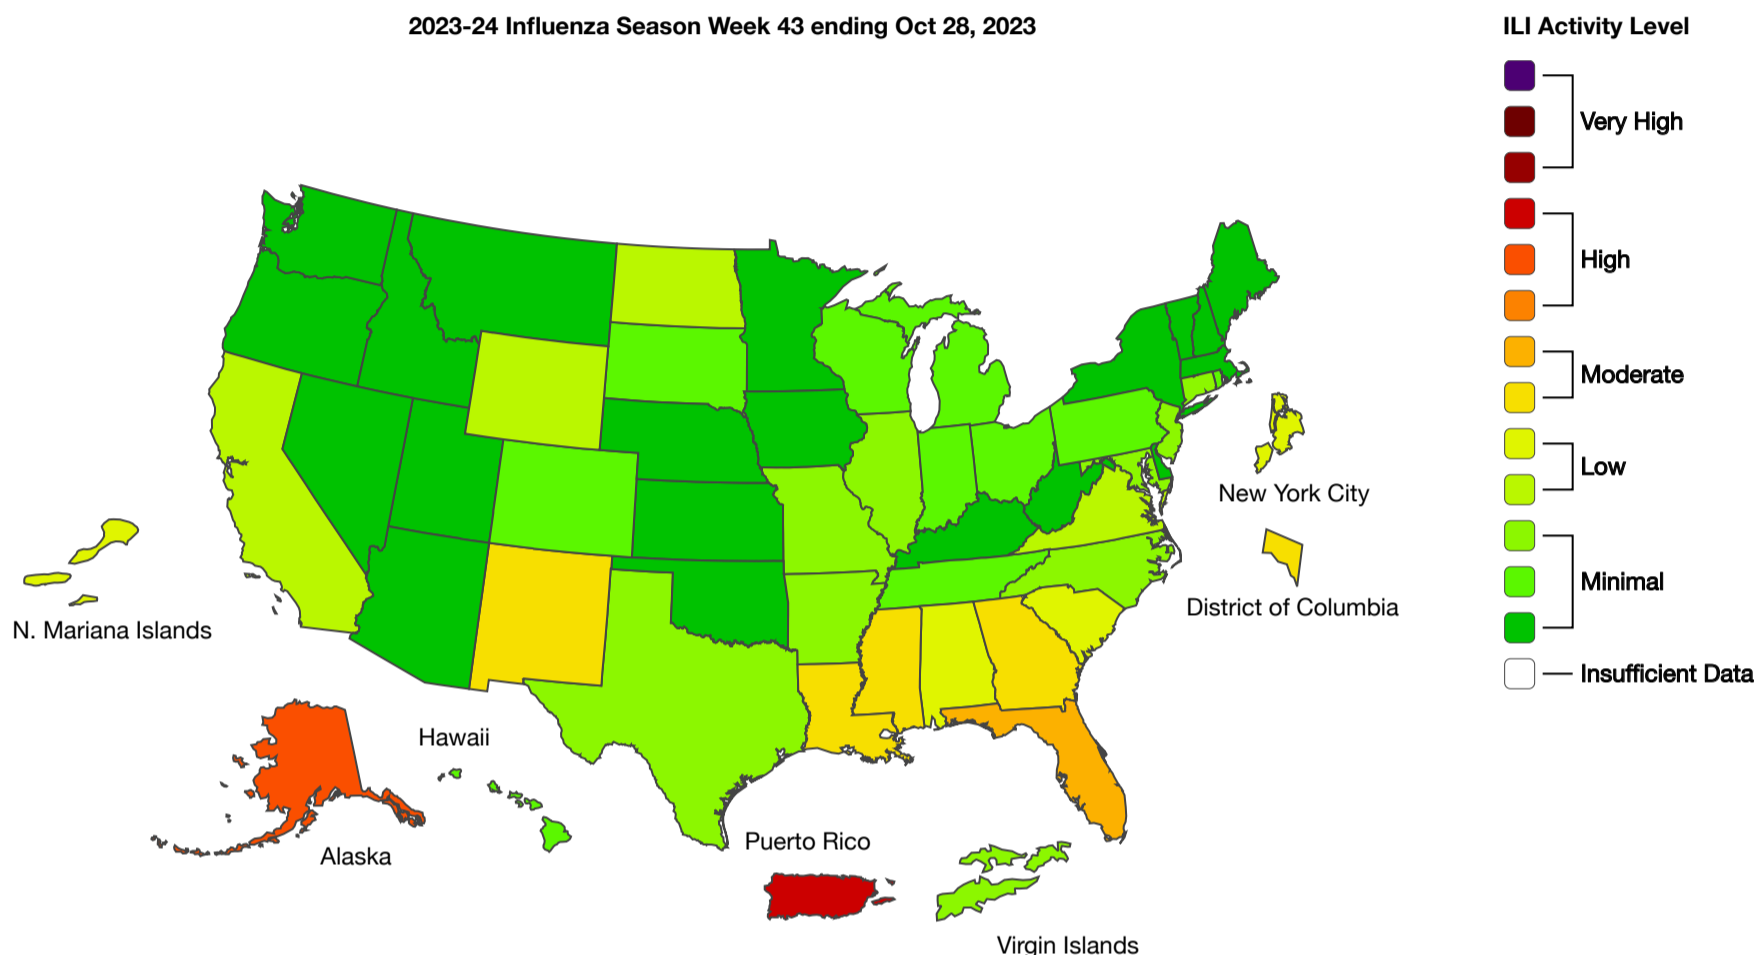 2023-24 Influenza Season Week 43 ending Oct 28, 2023
ILI Activity Level
Very High
High
Moderate
Low
Minimal
Insufficient Data
New York City
District of Columbia
N. Mariana Islands
Hawaii
Alaska
Puerto Rico
Virgin Islands